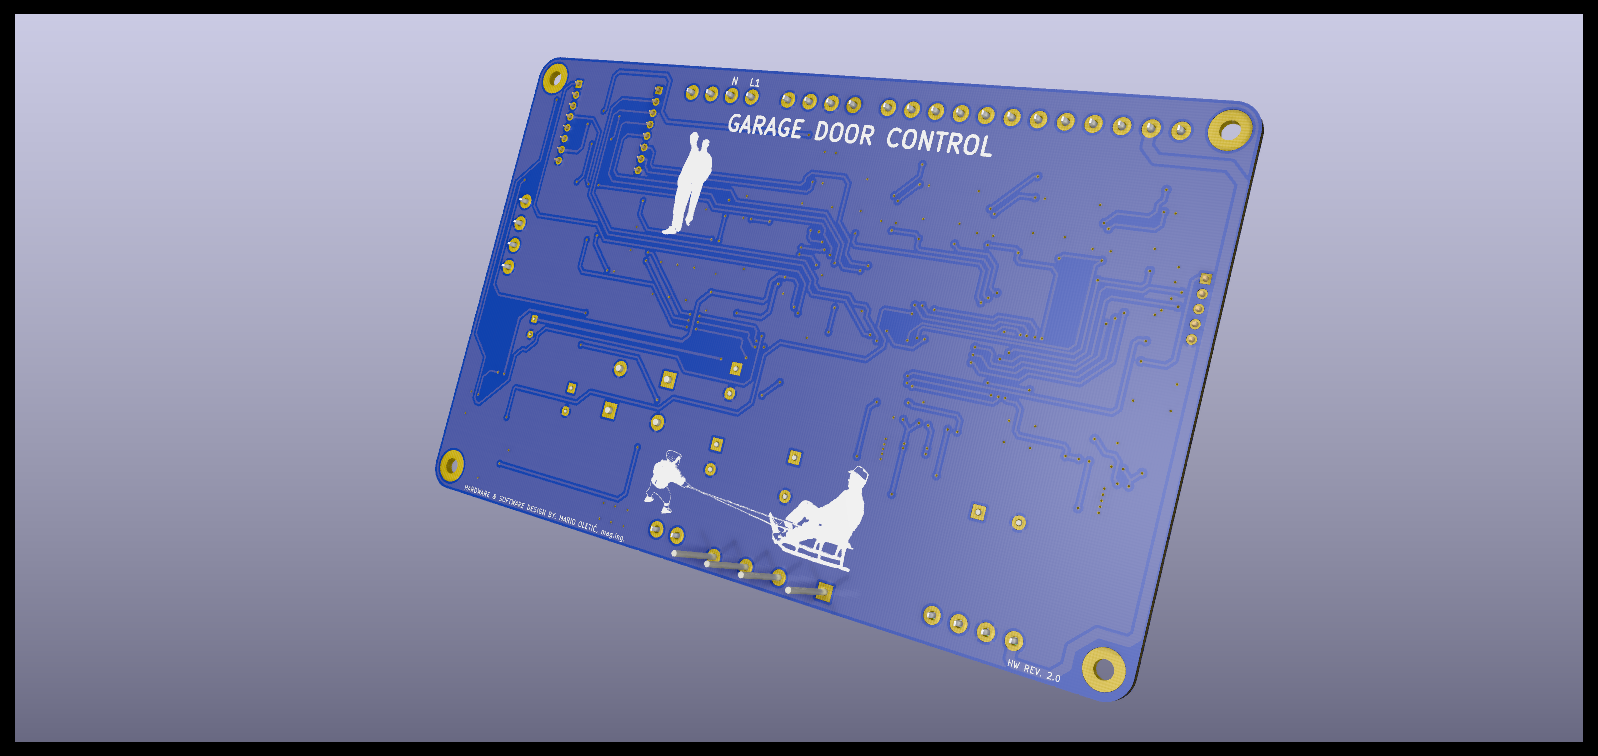 N L1
GARAGE DOOR CONTROL
HARDWARE & SOFTWARE DESIGN BY: MARIO OLETIĆ, mag.ing.
HW REV. 2.0